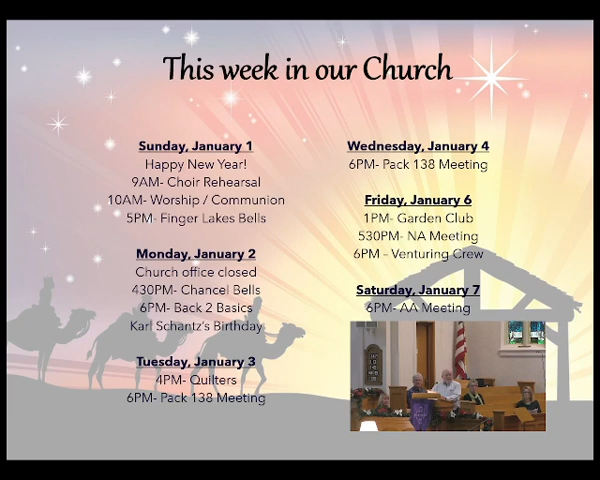 This week in our Church
Sunday, January 1
Happy New Year!
9AM- Choir Rehearsal
10AM- Worship / Communion
5PM- Finger Lakes Bells
Monday, January 2
Church office closed
430PM- Chancel Bells
6PM- Back 2 Basics
Karl Schantz's Birthday
Tuesday, January 3
4PM- Quilters
6PM- Pack 138 Meeting
Wednesday, January 4
6PM- Pack 138 Meeting
Friday, January 6
1PM- Garden Club
530PM- NA Meeting
6PM – Venturing Crew
Saturday, January 7
6PM- AA Meeting